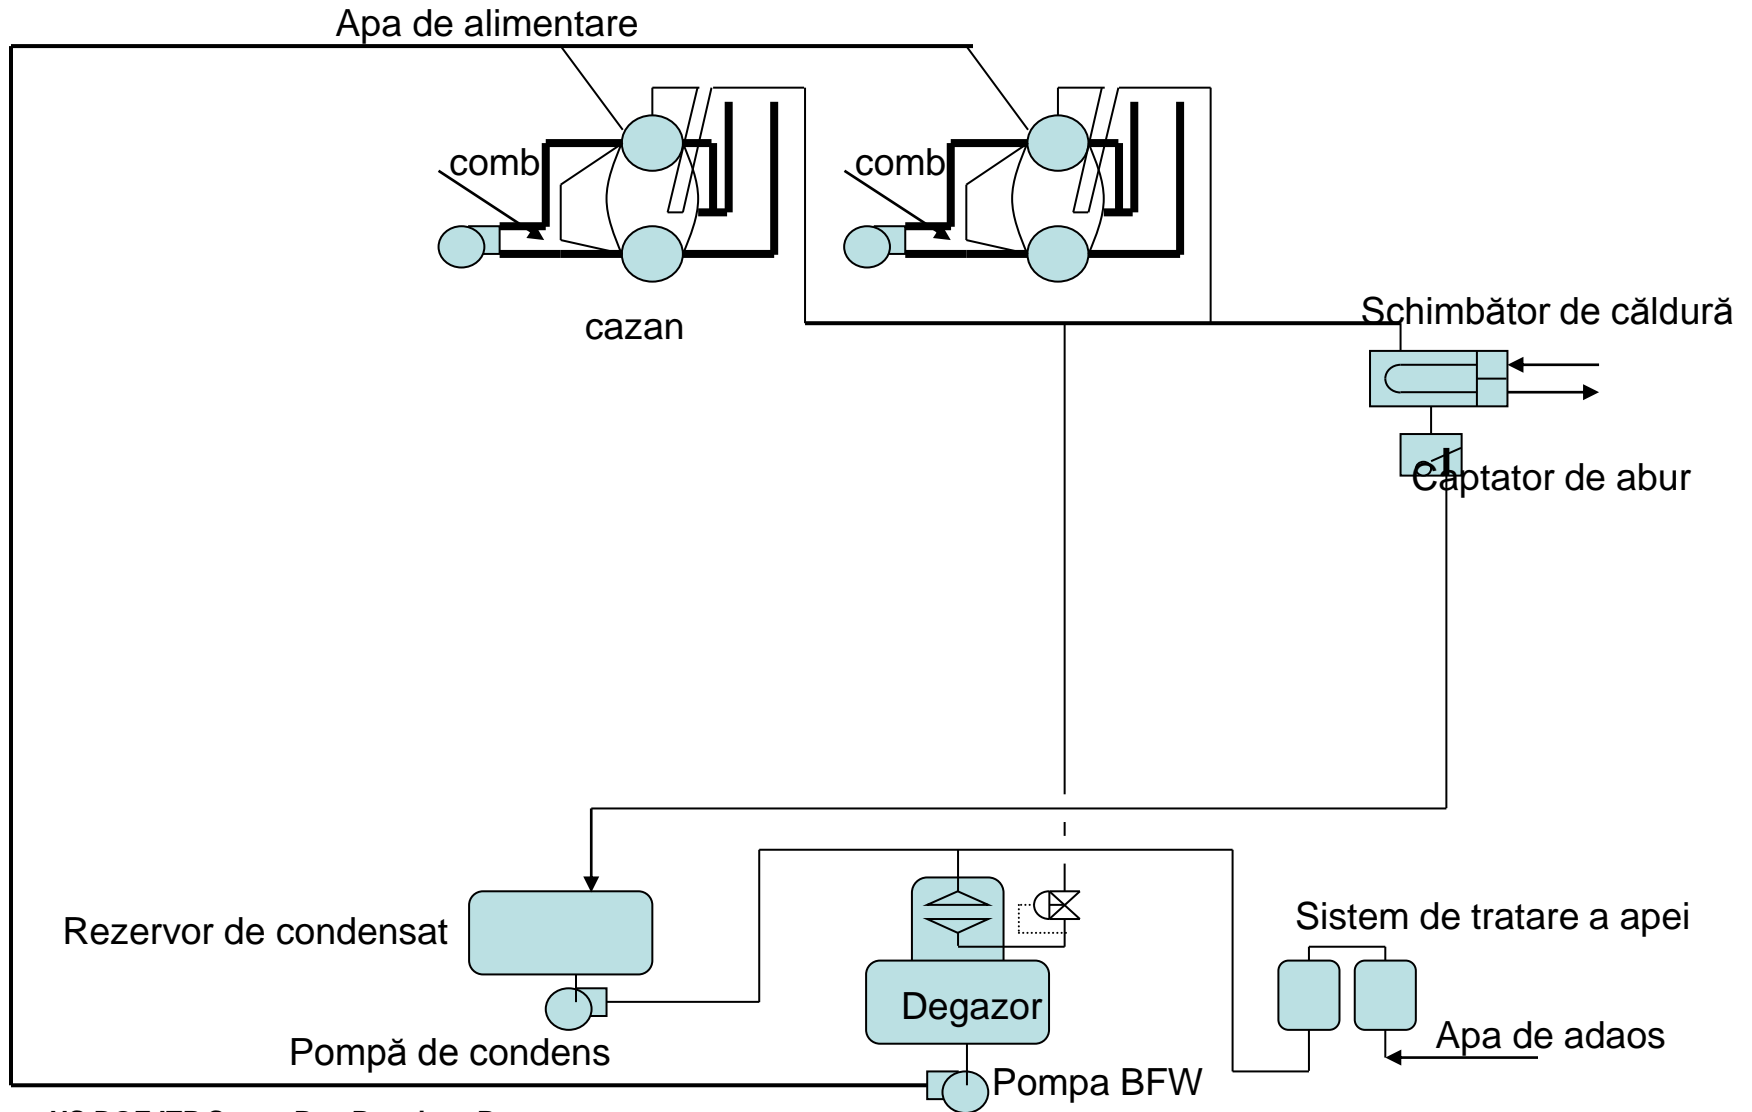 Apa de alimentare
comb
comb
cazan
Schimbător de căldură
Captator de abur
Rezervor de condensat
Sistem de tratare a apei
Degazor
Apa de adaos
Pompă de condens
Pompa BFW